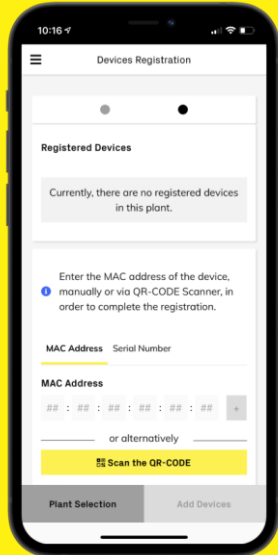 10:16
Devices Registration
Registered Devices
Currently, there are no registered devices
in this plant.
Enter the MAC address of the device,
manually or via QR-CODE Scanner, in
order to complete the registration.
MAC Address Serial Number
MAC Address
## : ## : ## : ## : ## : ## +
or alternatively
Scan the QR-CODE
Plant Selection Add Devices